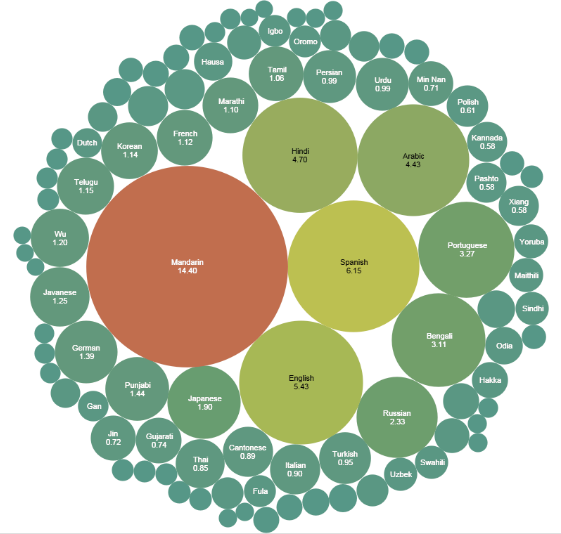 Igbo
Oromo
Hausa
Tamil
1.06
Persian
0.99
Urdu
0.99
Min Nan
0.71
Marathi
1.10
Polish
0.61
French
1.12
Korean
1.14
Dutch
Kannada
0.58
Hindi
4.70
Arabic
4.43
Telugu
1.15
Pashto
0.58
Xiang
0.58
Wu
1.20
Yoruba
Portuguese
3.27
Mandarin
14.40
Spanish
6.15
Maithili
Javanese
1.25
Sindhi
Bengali
3.11
Odia
German
1.39
Hakka
English
5.43
Punjabi
1.44
Japanese
1.90
Gan
Russian
2.33
Jin
0.72
Gujarati
0.74
Cantonese
0.89
Turkish
0.95
Thai
0.85
Italian
0.90
Swahili
Uzbek
Fula